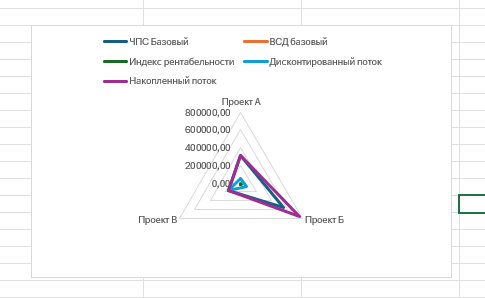 ЧПС Базовый ВСД базовый
Индекс рентабельности Дисконтированный поток
Накопленный поток
Проект А
800000,00
600000,00
400000,00
200000,00
0,00
Проект В Проект Б